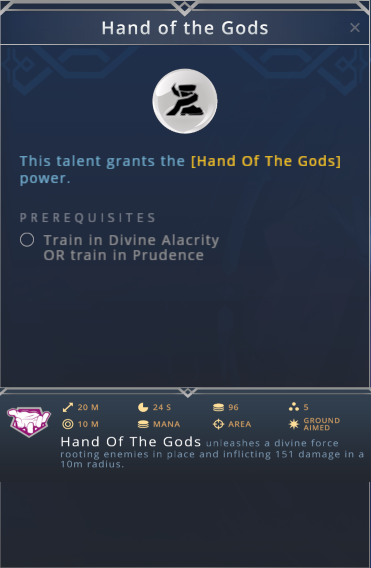 Hand of the Gods
This talent grants the [Hand Of The Gods]
power.
PREREQUISITES
Train in Divine Alacrity
OR train in Prudence
20 M 24 S 96 5
10 M MANA AREA GROUND
AIMED
Hand Of The Gods unleashes a divine force
rooting enemies in place and inflicting 151 damage in a
10m radius.